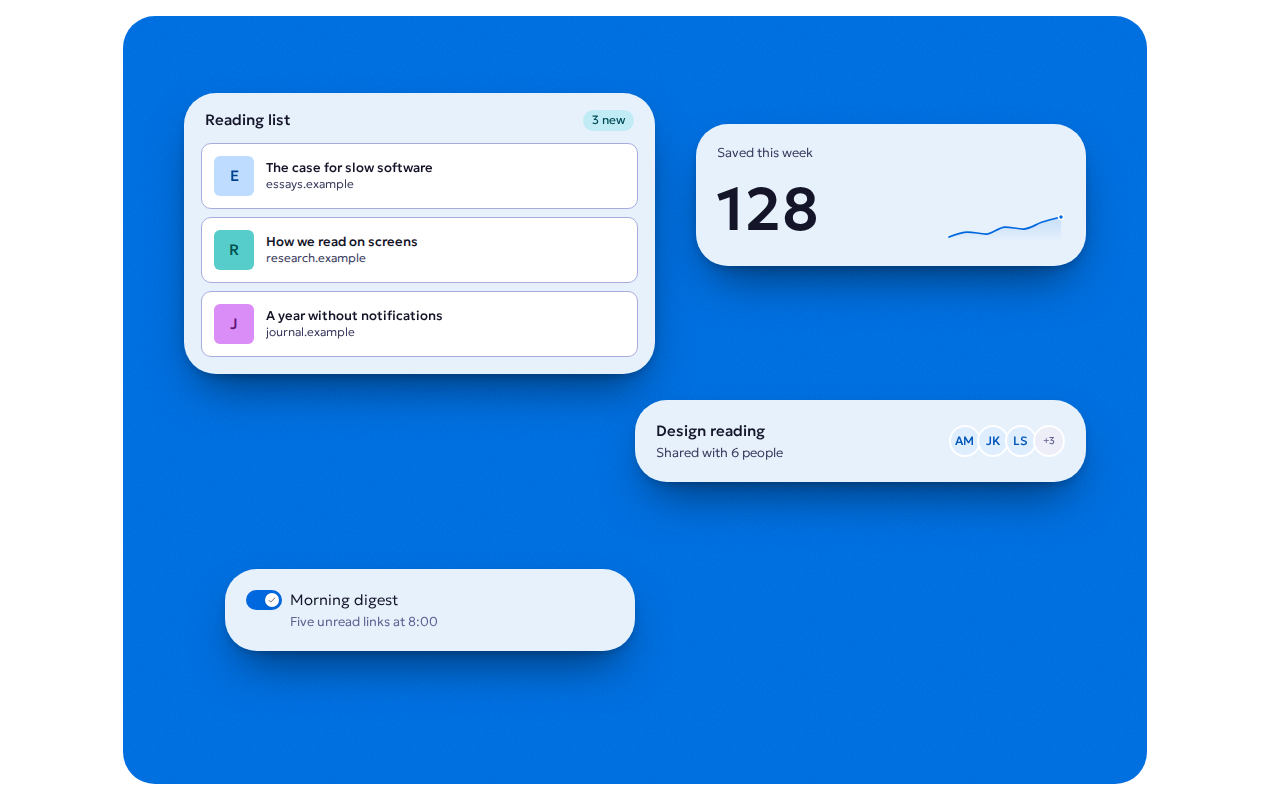 Reading list
3 new
E
The case for slow software
essays.example
R
How we read on screens
research.example
J
A year without notifications
journal.example
Saved this week
128
Design reading
Shared with 6 people
AM JK LS +3
Morning digest
Five unread links at 8:00